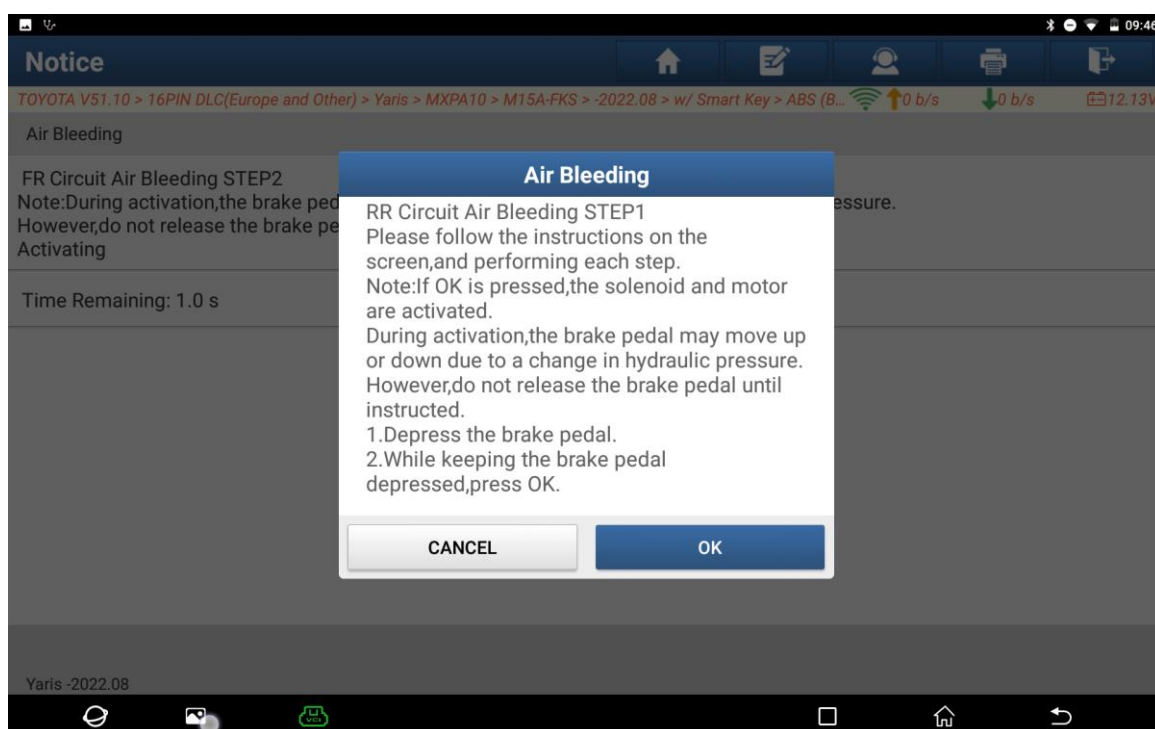 09:46
Notice
TOYOTA V51.10 > 16PIN DLC(Europe and Other) > Yaris > MXPA10 > M15A-FKS > -2022.08 > w/ Smart Key > ABS (B... 0 b/s 0 b/s 12.13V
Air Bleeding
FR Circuit Air Bleeding STEP2
Note:During activation,the brake ped
essure.
However,do not release the brake pe
Activating
Time Remaining: 1.0 s
Air Bleeding
RR Circuit Air Bleeding STEP1
Please follow the instructions on the
screen,and performing each step.
Note:If OK is pressed,the solenoid and motor
are activated.
During activation,the brake pedal may move up
or down due to a change in hydraulic pressure.
However,do not release the brake pedal until
instructed.
1.Depress the brake pedal.
2.While keeping the brake pedal
depressed,press OK.
CANCEL
OK
Yaris -2022.08
VCI